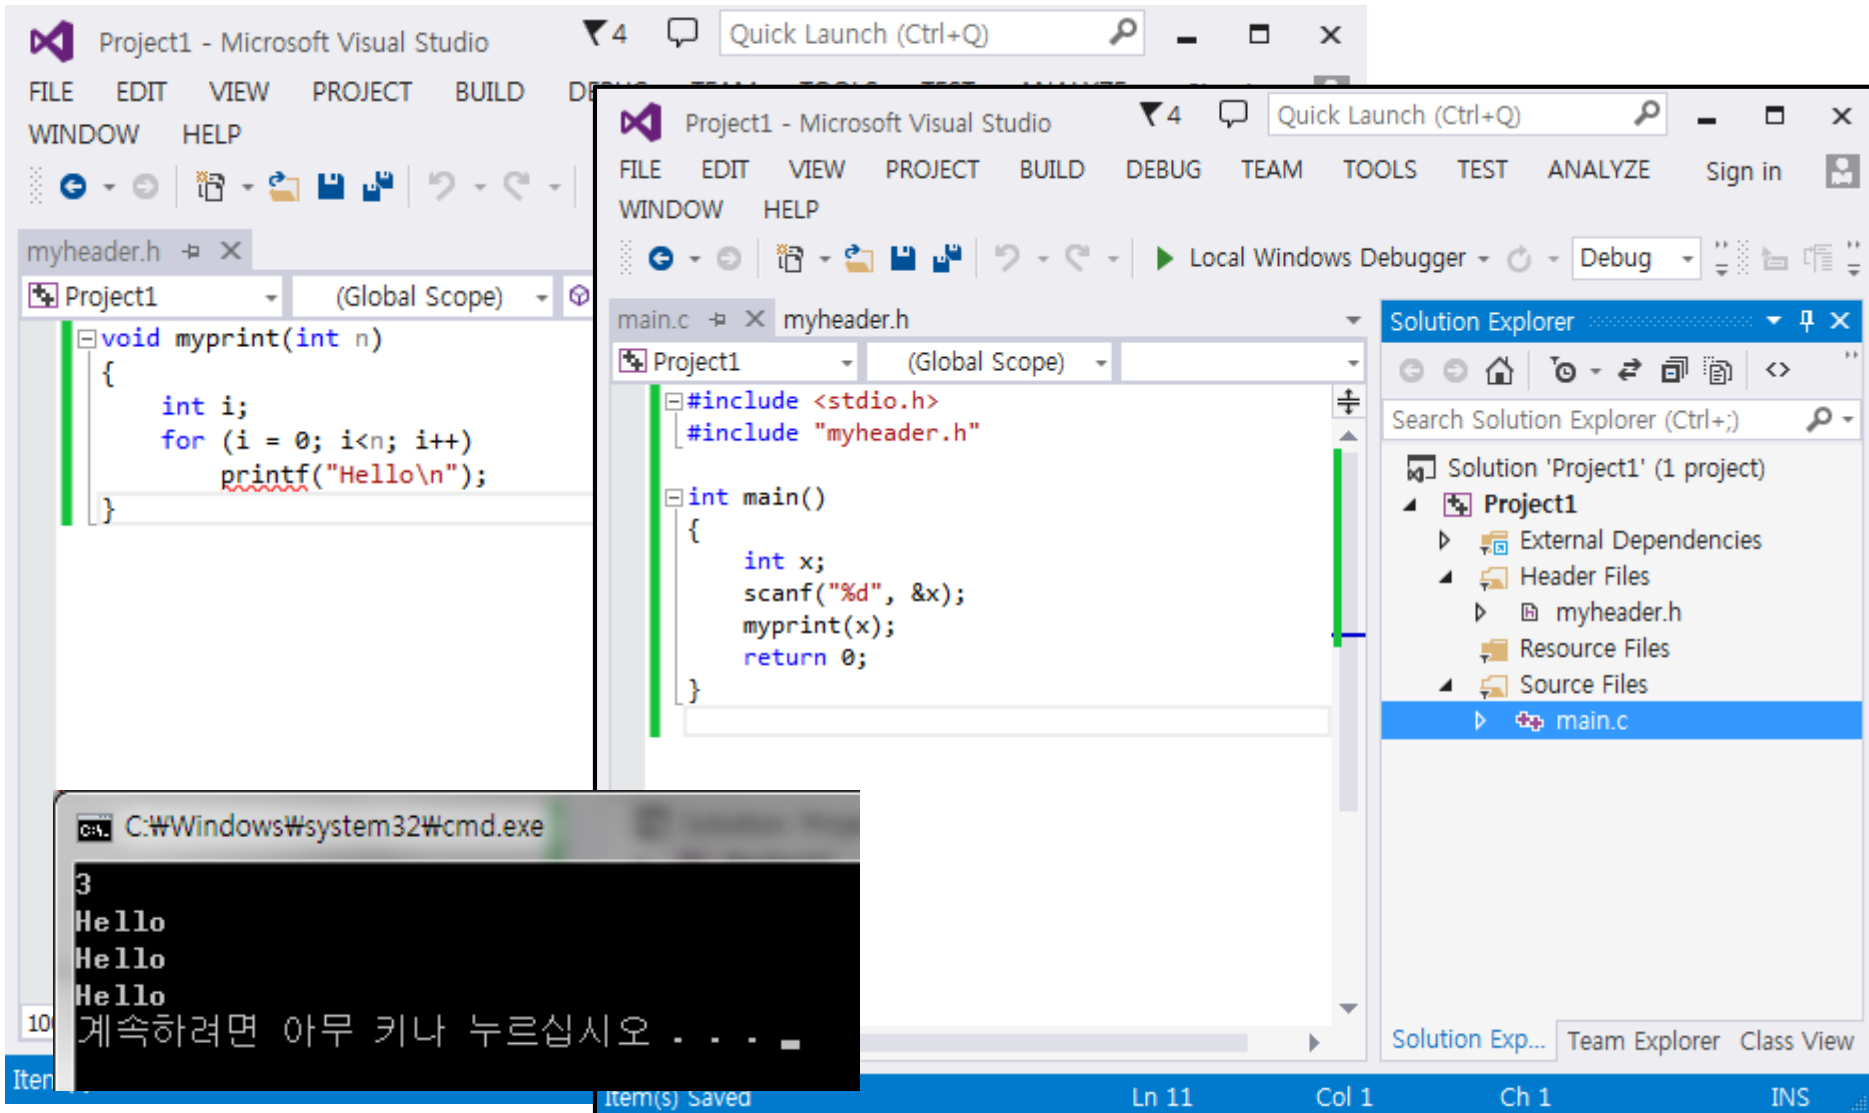 Project1 - Microsoft Visual Studio
4
Quick Launch (Ctrl+Q)
FILE EDIT VIEW PROJECT BUILD
WINDOW HELP
myheader.h
Project1
(Global Scope)
void myprint(int n)
{
int i;
for (i = 0; i<n; i++)
printf("Hello\n");
}
Project1 - Microsoft Visual Studio
4
Quick Launch (Ctrl+Q)
FILE EDIT VIEW PROJECT BUILD DEBUG TEAM TOOLS TEST ANALYZE Sign in
WINDOW HELP
Local Windows Debugger
Debug
main.c
myheader.h
Project1
(Global Scope)
#include <stdio.h>
#include "myheader.h"
int main()
{
int x;
scanf("%d", &x);
myprint(x);
return 0;
}
Solution Explorer
Search Solution Explorer (Ctrl+;)
Solution 'Project1' (1 project)
Project1
External Dependencies
Header Files
myheader.h
Resource Files
Source Files
main.c
Solution Exp... Team Explorer Class View
Item(s) Saved Ln 11 Col 1 Ch 1 INS
C:₩Windows₩system32₩cmd.exe
3
Hello
Hello
Hello
계속하려면 아무 키나 누르십시오 . . .